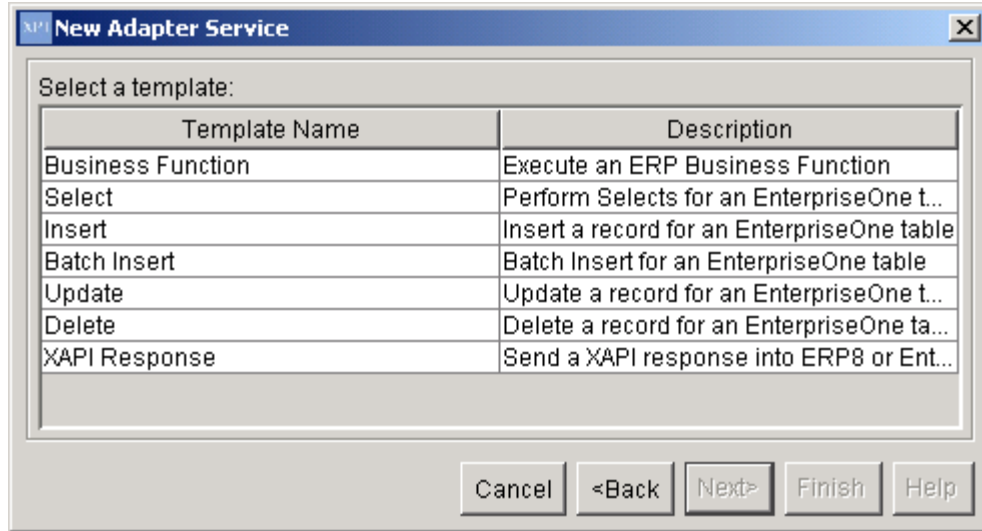 XPI New Adapter Service
Select a template:
Template Name Description
Business Function Execute an ERP Business Function
Select Perform Selects for an EnterpriseOne t...
Insert Insert a record for an EnterpriseOne table
Batch Insert Batch Insert for an EnterpriseOne table
Update Update a record for an EnterpriseOne t...
Delete Delete a record for an EnterpriseOne ta...
XAPI Response Send a XAPI response into ERP8 or Ent...
Cancel <Back Next> Finish Help